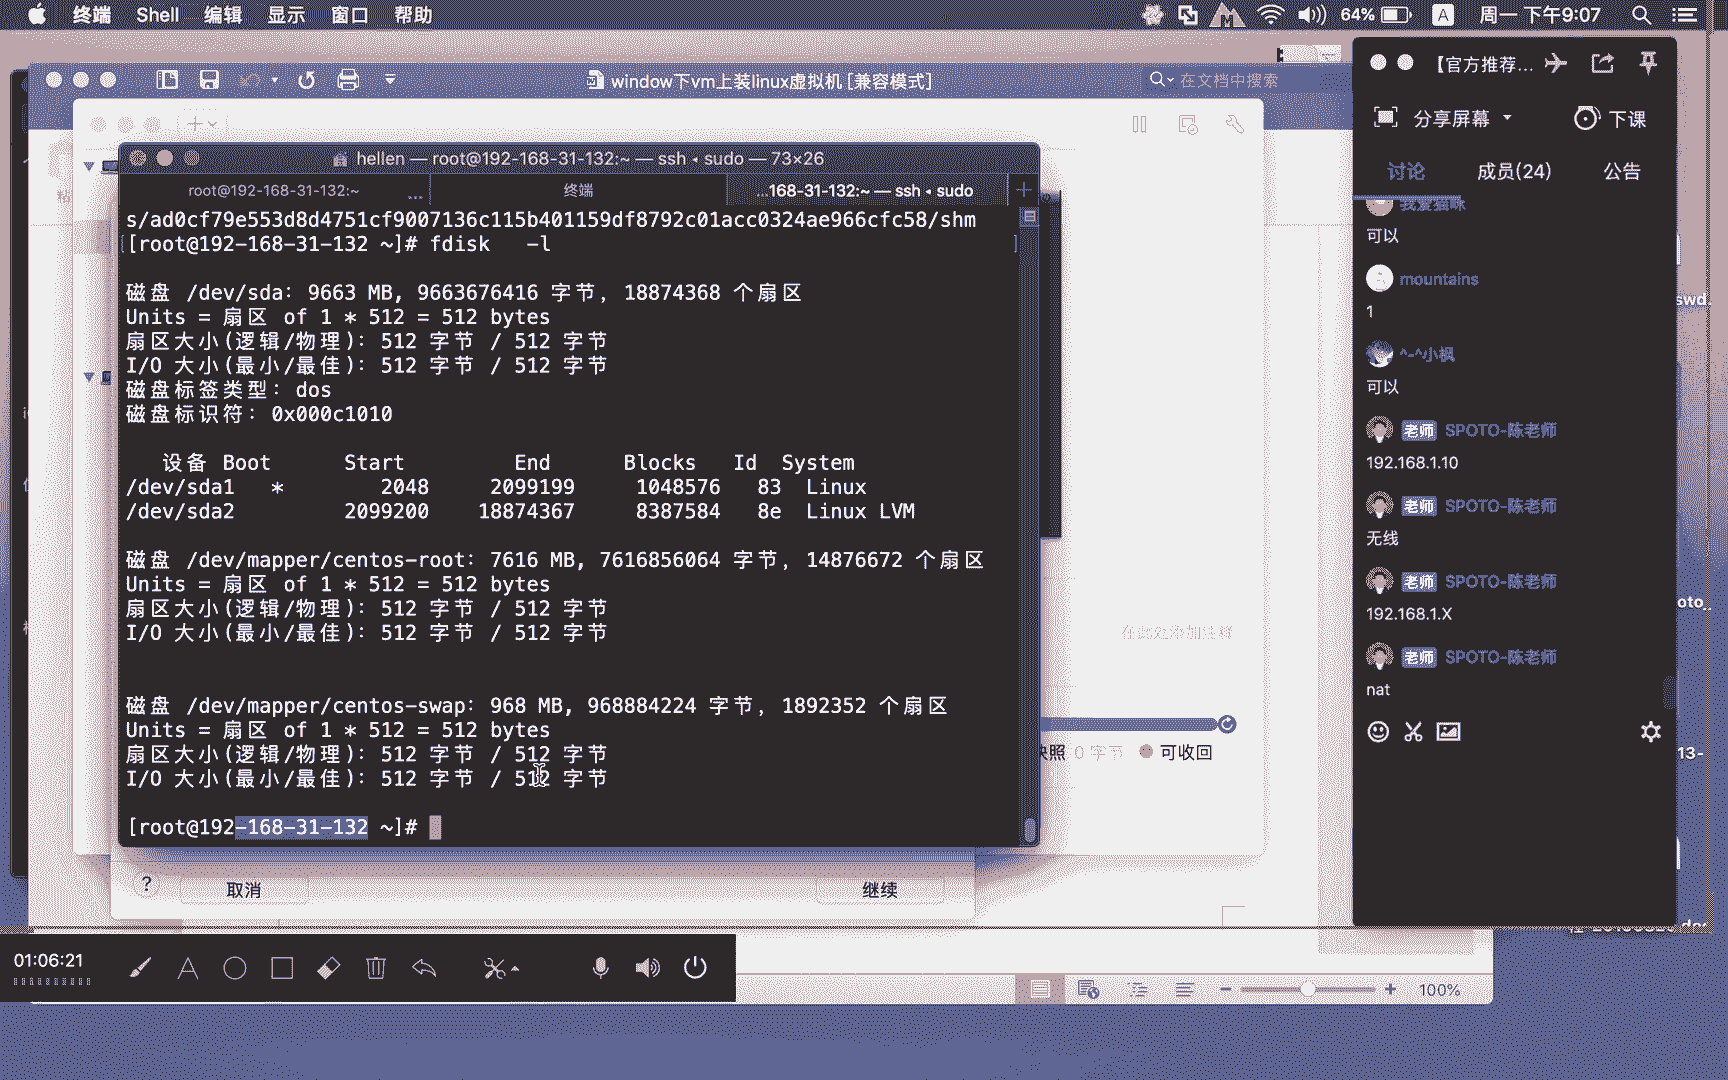 终端 Shell 编辑 显示 窗口 帮助 64% A 周一 下午9:07
window下vm上装linux虚拟机 [兼容模式]
在文档中搜索
hellen — root@192-168-31-132:~ — ssh • sudo — 73×26
root@192-168-31-132:~ ... 终端 ...168-31-132:~ — ssh • sudo
s/ad0cf79e553d8d4751cf9007136c115b401159df8792c01acc0324ae966cfc58/shm
[[root@192-168-31-132 ~]# fdisk   -l ]
磁盘 /dev/sda：9663 MB, 9663676416 字节，18874368 个扇区
Units = 扇区 of 1 * 512 = 512 bytes
扇区大小(逻辑/物理)：512 字节 / 512 字节
I/O 大小(最小/最佳)：512 字节 / 512 字节
磁盘标签类型：dos
磁盘标识符：0x000c1010
设备 Boot      Start         End      Blocks   Id  System
/dev/sda1   *        2048     2099199     1048576   83  Linux
/dev/sda2         2099200    18874367     8387584   8e  Linux LVM
磁盘 /dev/mapper/centos-root：7616 MB, 7616856064 字节，14876672 个扇区
Units = 扇区 of 1 * 512 = 512 bytes
扇区大小(逻辑/物理)：512 字节 / 512 字节
I/O 大小(最小/最佳)：512 字节 / 512 字节
磁盘 /dev/mapper/centos-swap：968 MB, 968884224 字节，1892352 个扇区
Units = 扇区 of 1 * 512 = 512 bytes
扇区大小(逻辑/物理)：512 字节 / 512 字节
I/O 大小(最小/最佳)：512 字节 / 512 字节
[root@192-168-31-132 ~]#
在此处添加注释
快照 0 字节 可收回
? 取消 继续
【官方推荐...
分享屏幕 下课
讨论 成员(24) 公告
我爱猫咪
可以
mountains
1
^-^小枫
可以
老师 SPOTO-陈老师
192.168.1.10
老师 SPOTO-陈老师
无线
老师 SPOTO-陈老师
192.168.1.X
老师 SPOTO-陈老师
nat
swd.
oto..
13-
01:06:21
100%